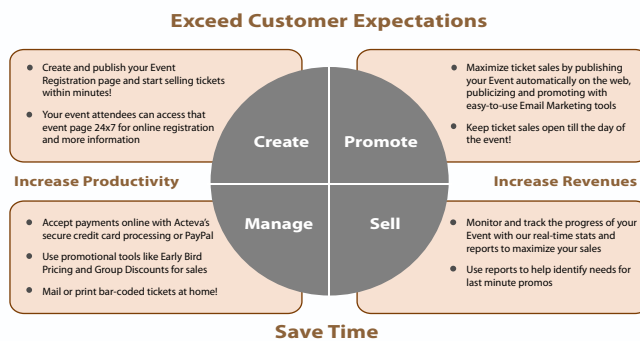 Exceed Customer Expectations
Create and publish your Event
Registration page and start selling tickets
within minutes!
Your event attendees can access that
event page 24x7 for online registration
and more information
Maximize ticket sales by publishing
your Event automatically on the web,
publicizing and promoting with
easy-to-use Email Marketing tools
Keep ticket sales open till the day of
the event!
Create
Promote
Increase Productivity
Increase Revenues
Manage
Sell
Accept payments online with Acteva's
secure credit card processing or PayPal
Use promotional tools like Early Bird
Pricing and Group Discounts for sales
Mail or print bar-coded tickets at home!
Monitor and track the progress of your
Event with our real-time stats and
reports to maximize your sales
Use reports to help identify needs for
last minute promos
Save Time